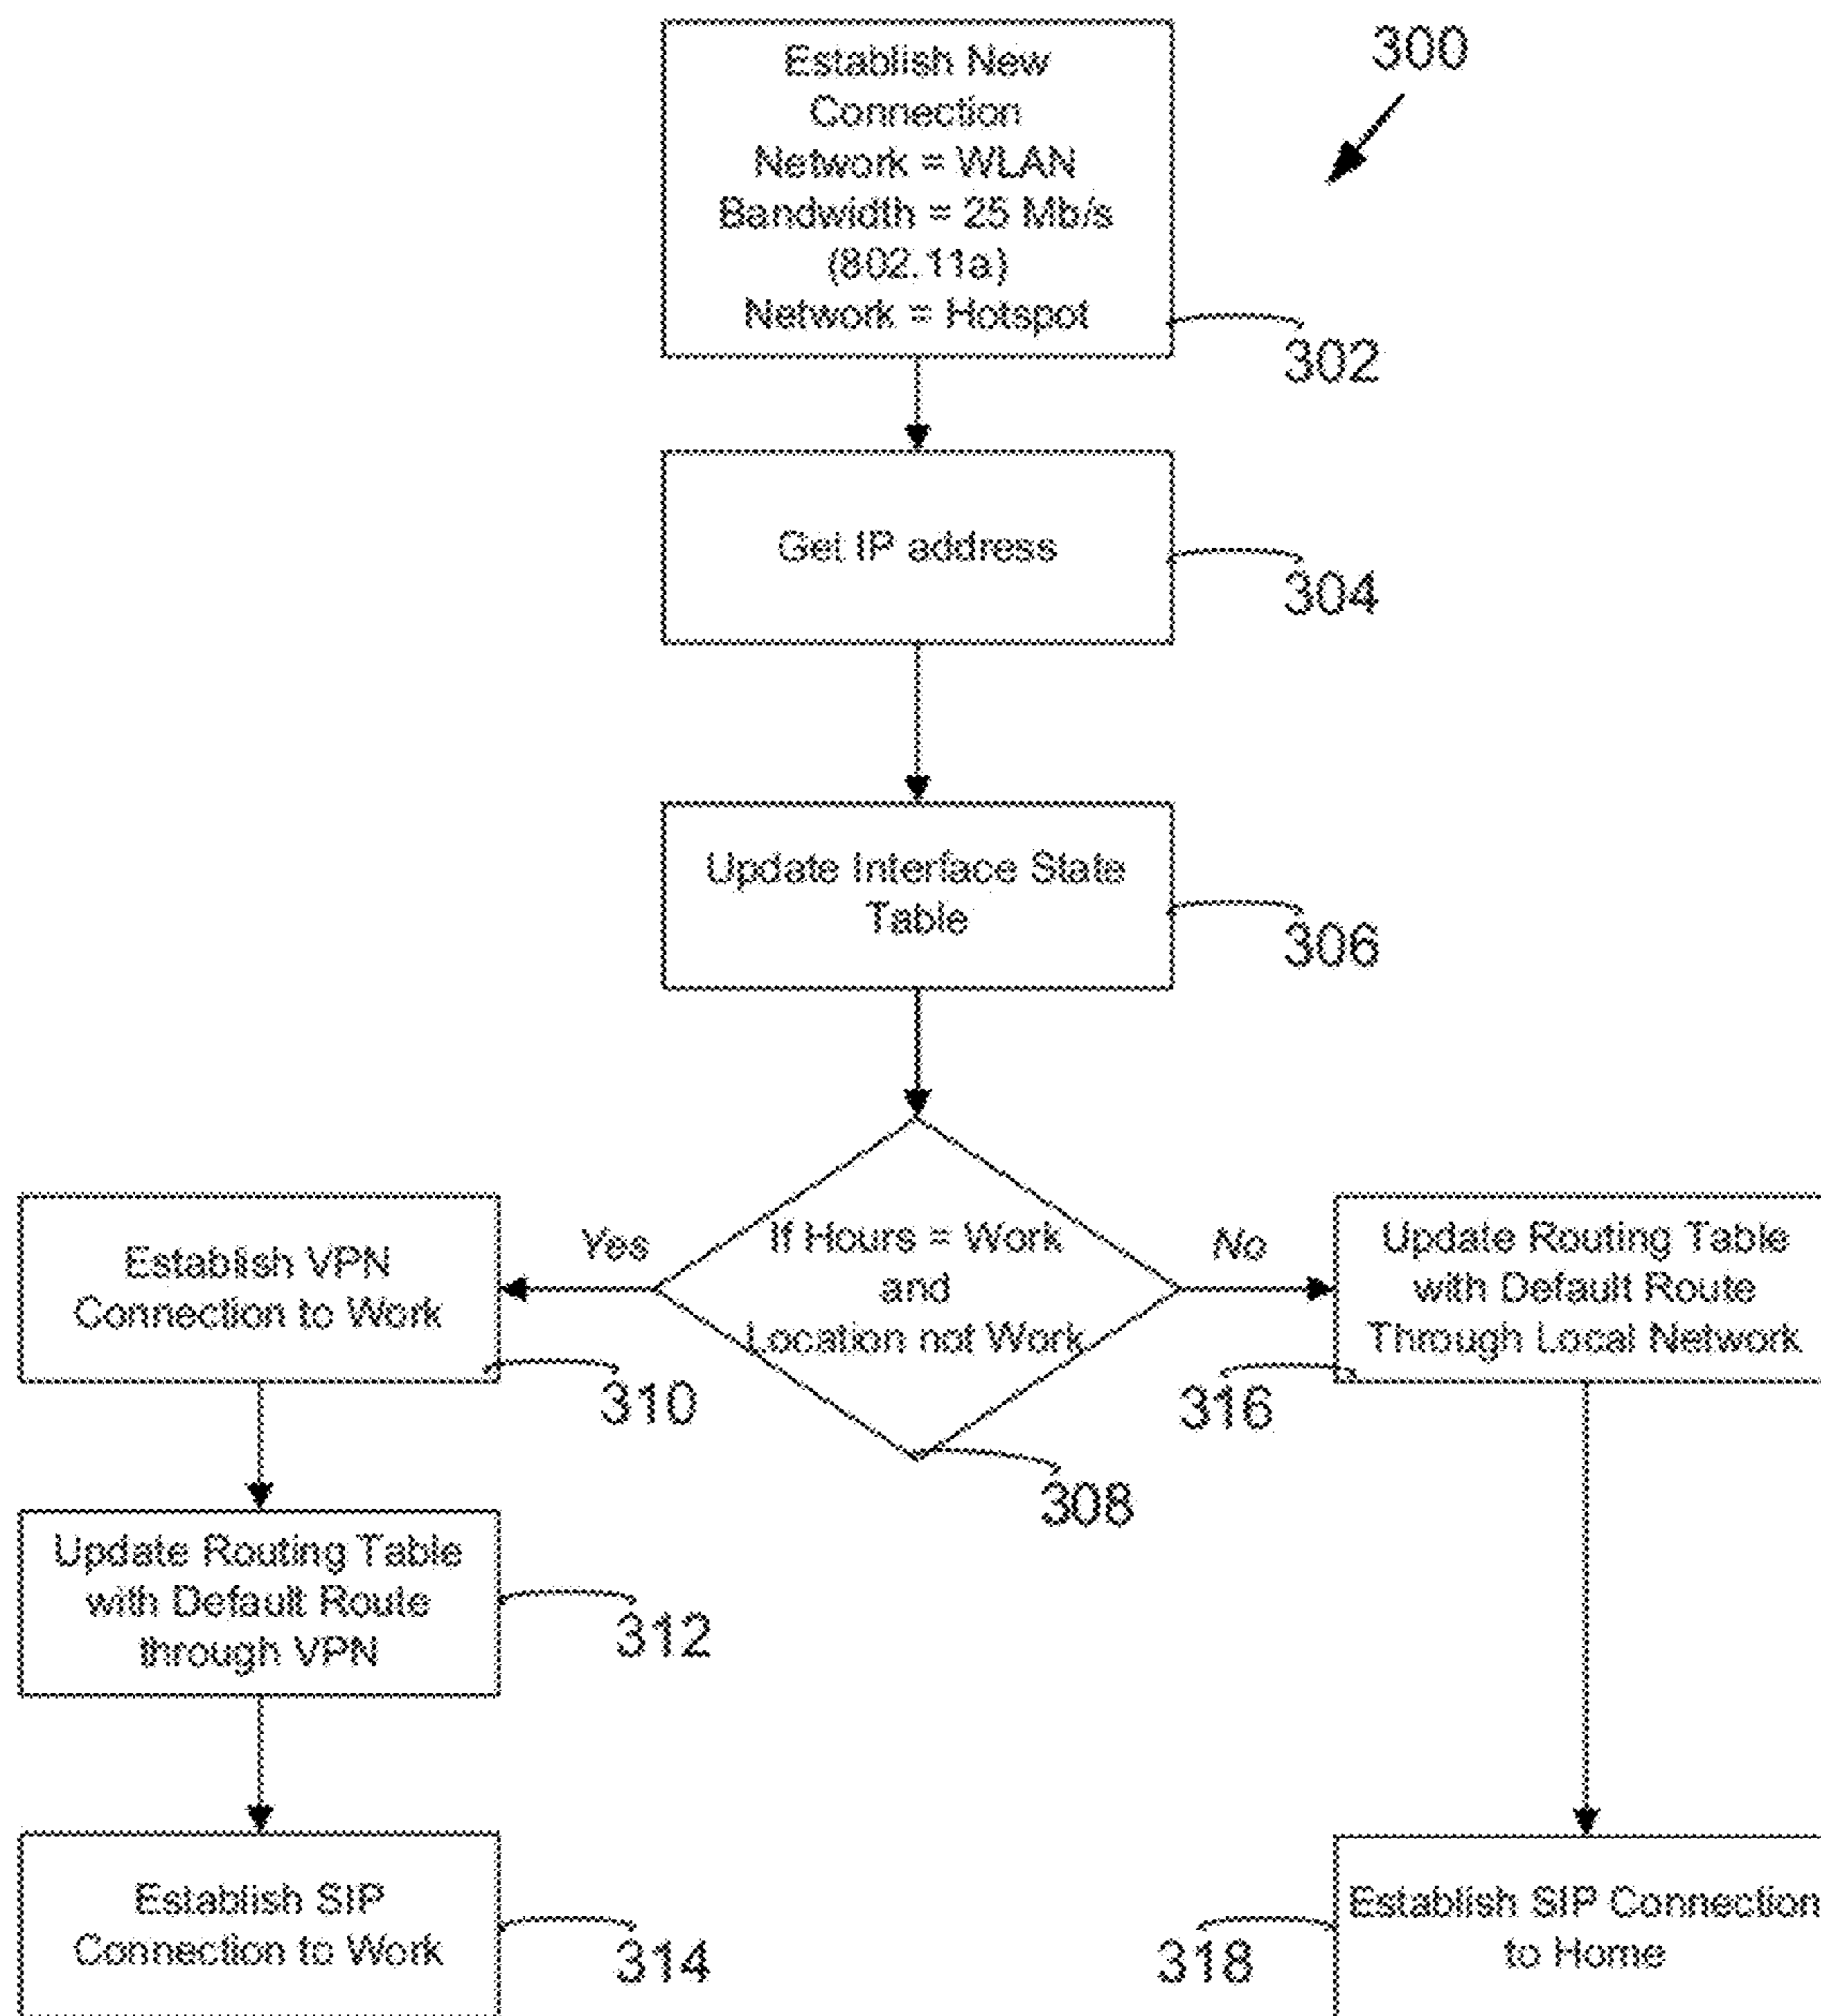 300
Establish New
Connection
Network = WLAN
Bandwidth = 25 Mb/s
(802.11a)
Network = Hotspot
302
Get IP address
304
Update Interface State
Table
306
If Hours = Work
and
Location not Work
308
Yes
No
Establish VPN
Connection to Work
310
Update Routing Table
with Default Route
through VPN
312
Establish SIP
Connection to Work
314
Update Routing Table
with Default Route
Through Local Network
316
Establish SIP Connection
to Home
318